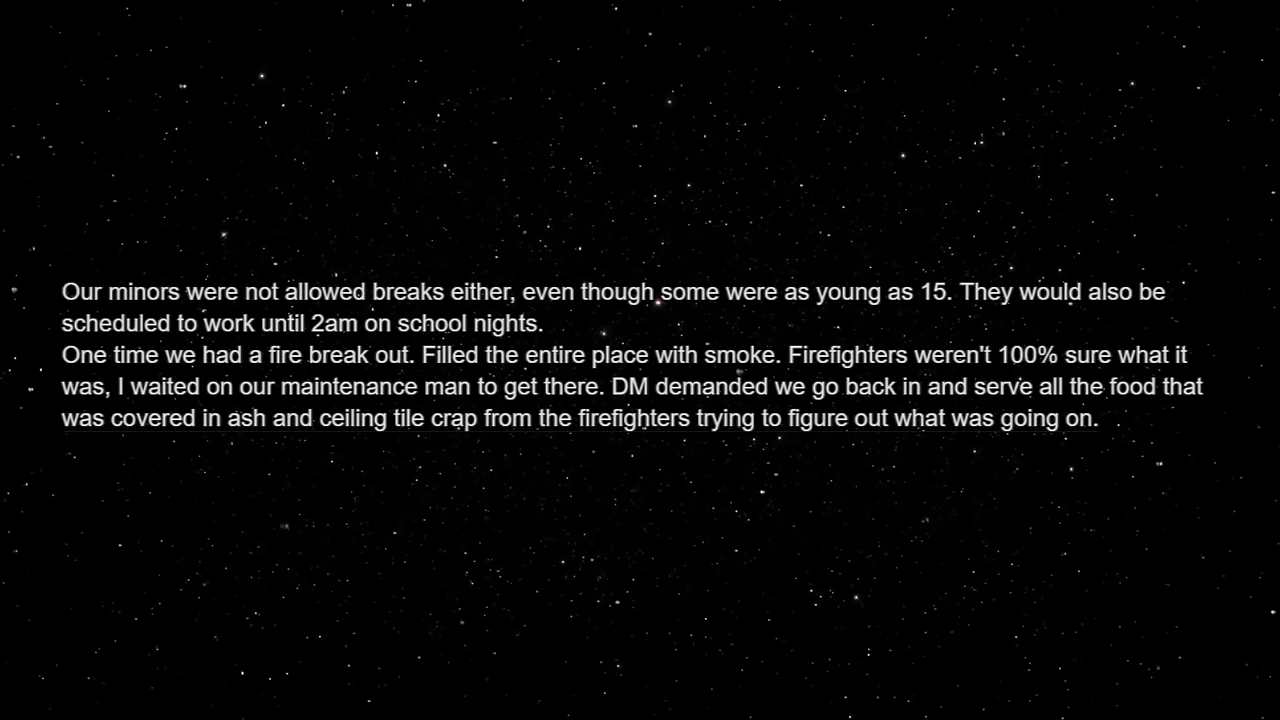 Our minors were not allowed breaks either, even though some were as young as 15. They would also be
scheduled to work until 2am on school nights.
One time we had a fire break out. Filled the entire place with smoke. Firefighters weren't 100% sure what it
was, I waited on our maintenance man to get there. DM demanded we go back in and serve all the food that
was covered in ash and ceiling tile crap from the firefighters trying to figure out what was going on.